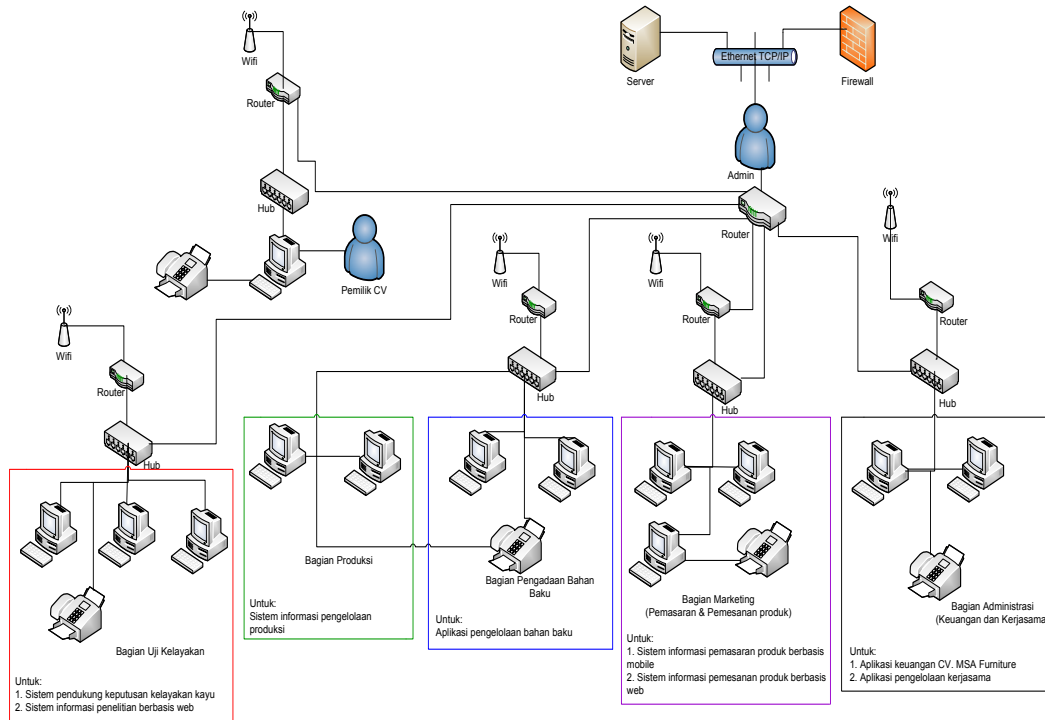 Wifi
Router
Hub
Pemilik CV
Server
Ethernet TCP/IP
Firewall
Admin
Router
Wifi
Router
Hub
Wifi
Router
Hub
Wifi
Router
Hub
Wifi
Router
Hub
Bagian Uji Kelayakan
Untuk:
1. Sistem pendukung keputusan kelayakan kayu
2. Sistem informasi penelitian berbasis web
Bagian Produksi
Untuk:
Sistem informasi pengelolaan
produksi
Bagian Pengadaan Bahan
Baku
Untuk:
Aplikasi pengelolaan bahan baku
Bagian Marketing
(Pemasaran & Pemesanan produk)
Untuk:
1. Sistem informasi pemasaran produk berbasis
mobile
2. Sistem informasi pemesanan produk berbasis
web
Bagian Administrasi
(Keuangan dan Kerjasama)
Untuk:
1. Aplikasi keuangan CV. MSA Furniture
2. Aplikasi pengelolaan kerjasama